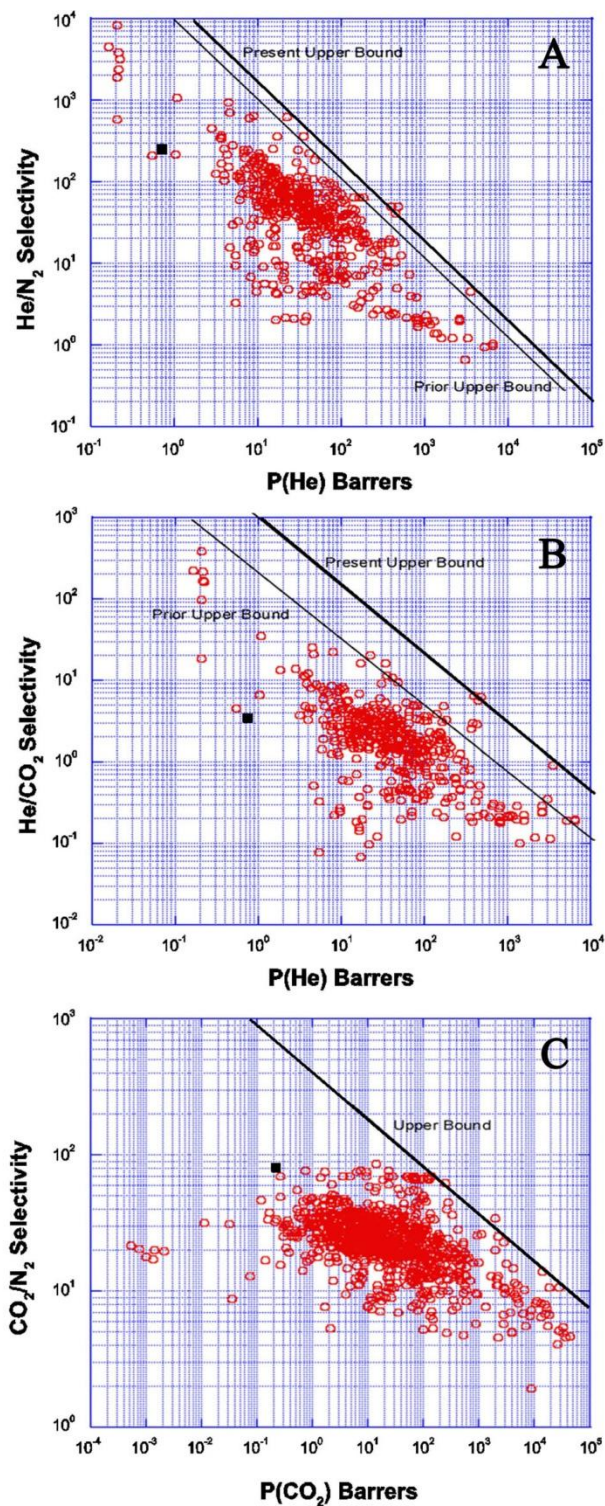 A
10^4
10^3
10^2
10^1
10^0
10^-1
He/N₂ Selectivity
Present Upper Bound
Prior Upper Bound
10^-1 10^0 10^1 10^2 10^3 10^4 10^5
P(He) Barrers
B
10^3
10^2
10^1
10^0
10^-1
10^-2
He/CO₂ Selectivity
Present Upper Bound
Prior Upper Bound
10^-2 10^-1 10^0 10^1 10^2 10^3 10^4
P(He) Barrers
C
10^3
10^2
10^1
10^0
CO₂/N₂ Selectivity
Upper Bound
10^-4 10^-3 10^-2 10^-1 10^0 10^1 10^2 10^3 10^4 10^5
P(CO₂) Barrers